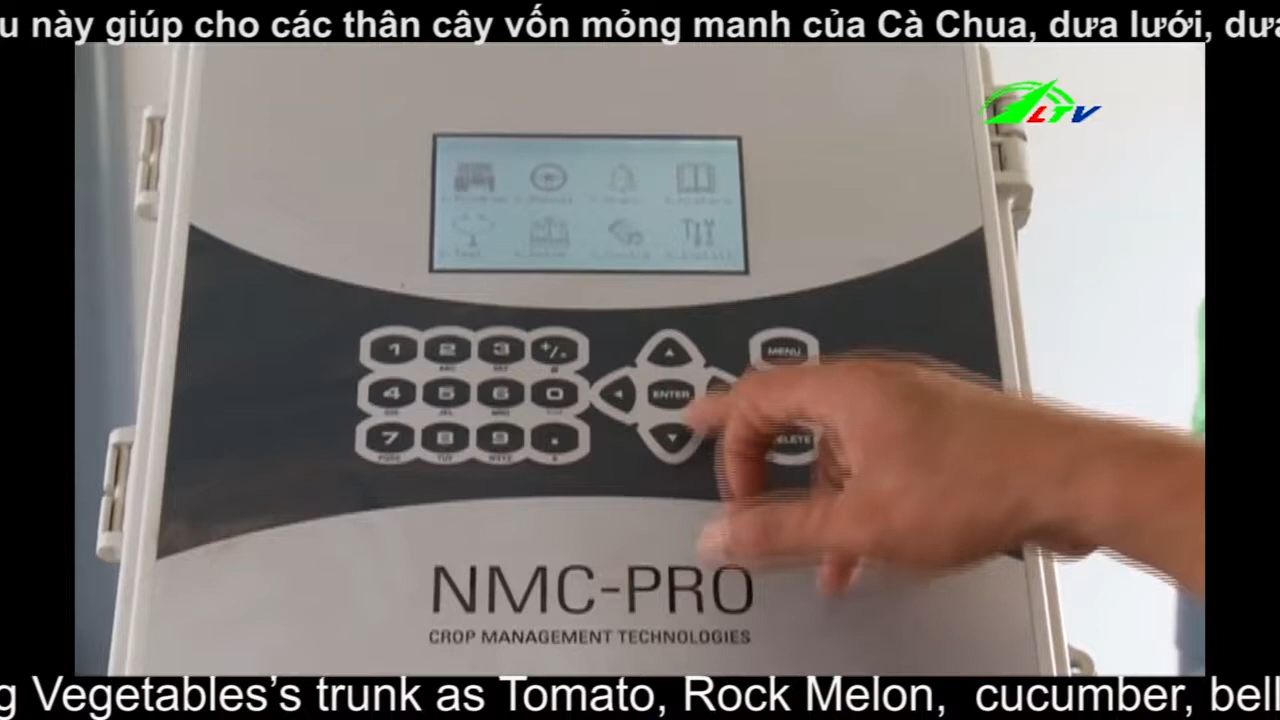 u này giúp cho các thân cây vốn mỏng manh của Cà Chua, dưa lưới, dưa
LTV
1 2 3 +/-
4 5 6 0
7 8 9 .
MENU
ENTER
NMC-PRO
CROP MANAGEMENT TECHNOLOGIES
g Vegetables’s trunk as Tomato, Rock Melon, cucumber, bell